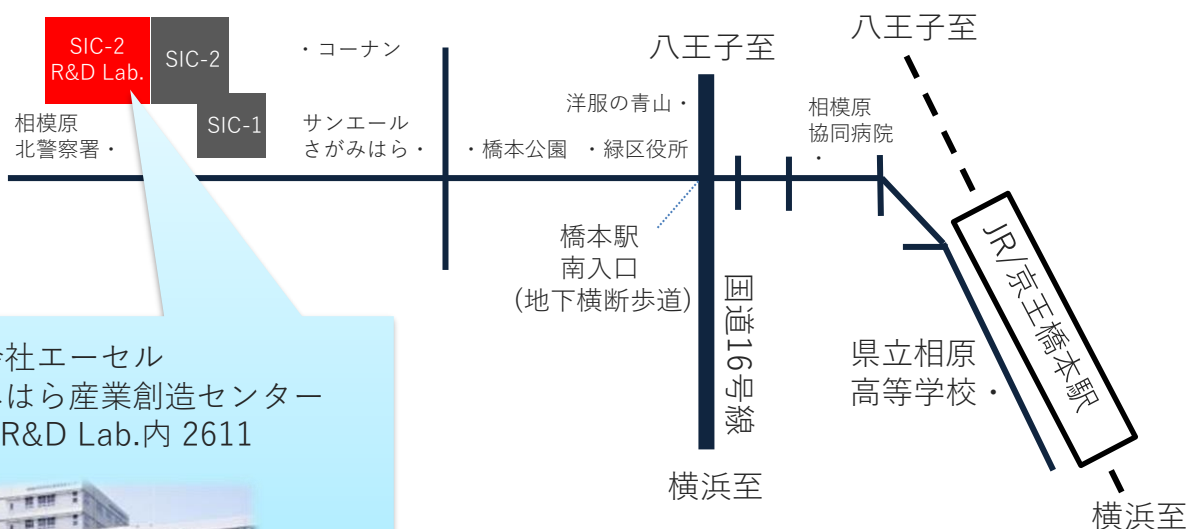 SIC-2
R&D Lab.
SIC-2
・コーナン
八王子至
八王子至
洋服の青山・
相模原
協同病院
・
相模原
北警察署・
SIC-1
サンエール
さがみはら・
・橋本公園
・緑区役所
橋本駅
南入口
(地下横断歩道)
国道16号線
JR/京王橋本駅
県立相原
高等学校・
社エーセル
はら産業創造センター
R&D Lab.内 2611
横浜至
横浜至